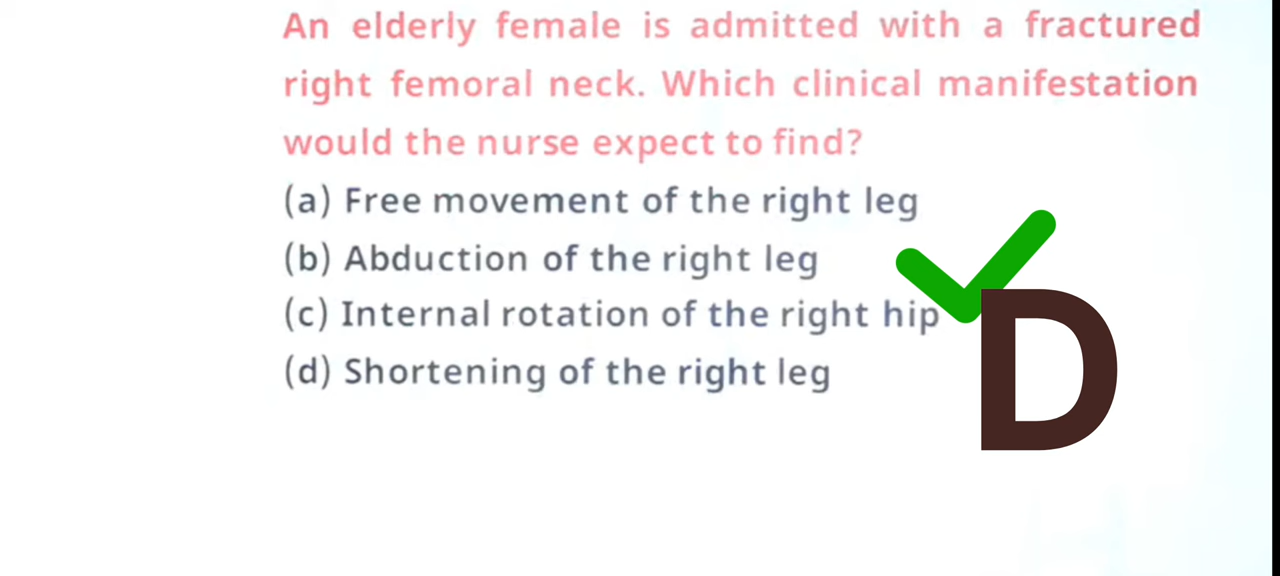 An elderly female is admitted with a fractured
right femoral neck. Which clinical manifestation
would the nurse expect to find?
(a) Free movement of the right leg
(b) Abduction of the right leg
(c) Internal rotation of the right hip
(d) Shortening of the right leg
D